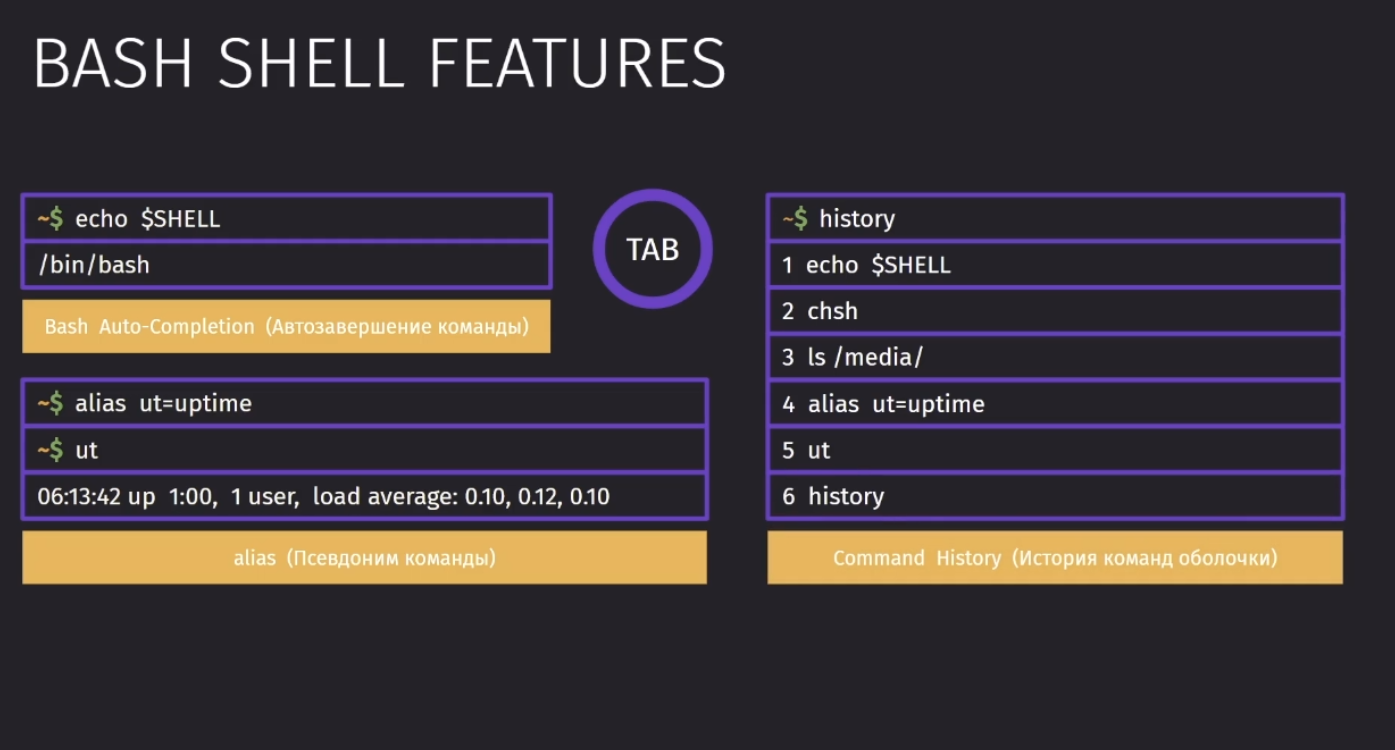 BASH SHELL FEATURES
~$ echo $SHELL
/bin/bash
Bash Auto-Completion (Автозавершение команды)
TAB
~$ alias ut=uptime
~$ ut
06:13:42 up 1:00, 1 user, load average: 0.10, 0.12, 0.10
alias (Псевдоним команды)
~$ history
1 echo $SHELL
2 chsh
3 ls /media/
4 alias ut=uptime
5 ut
6 history
Command History (История команд оболочки)